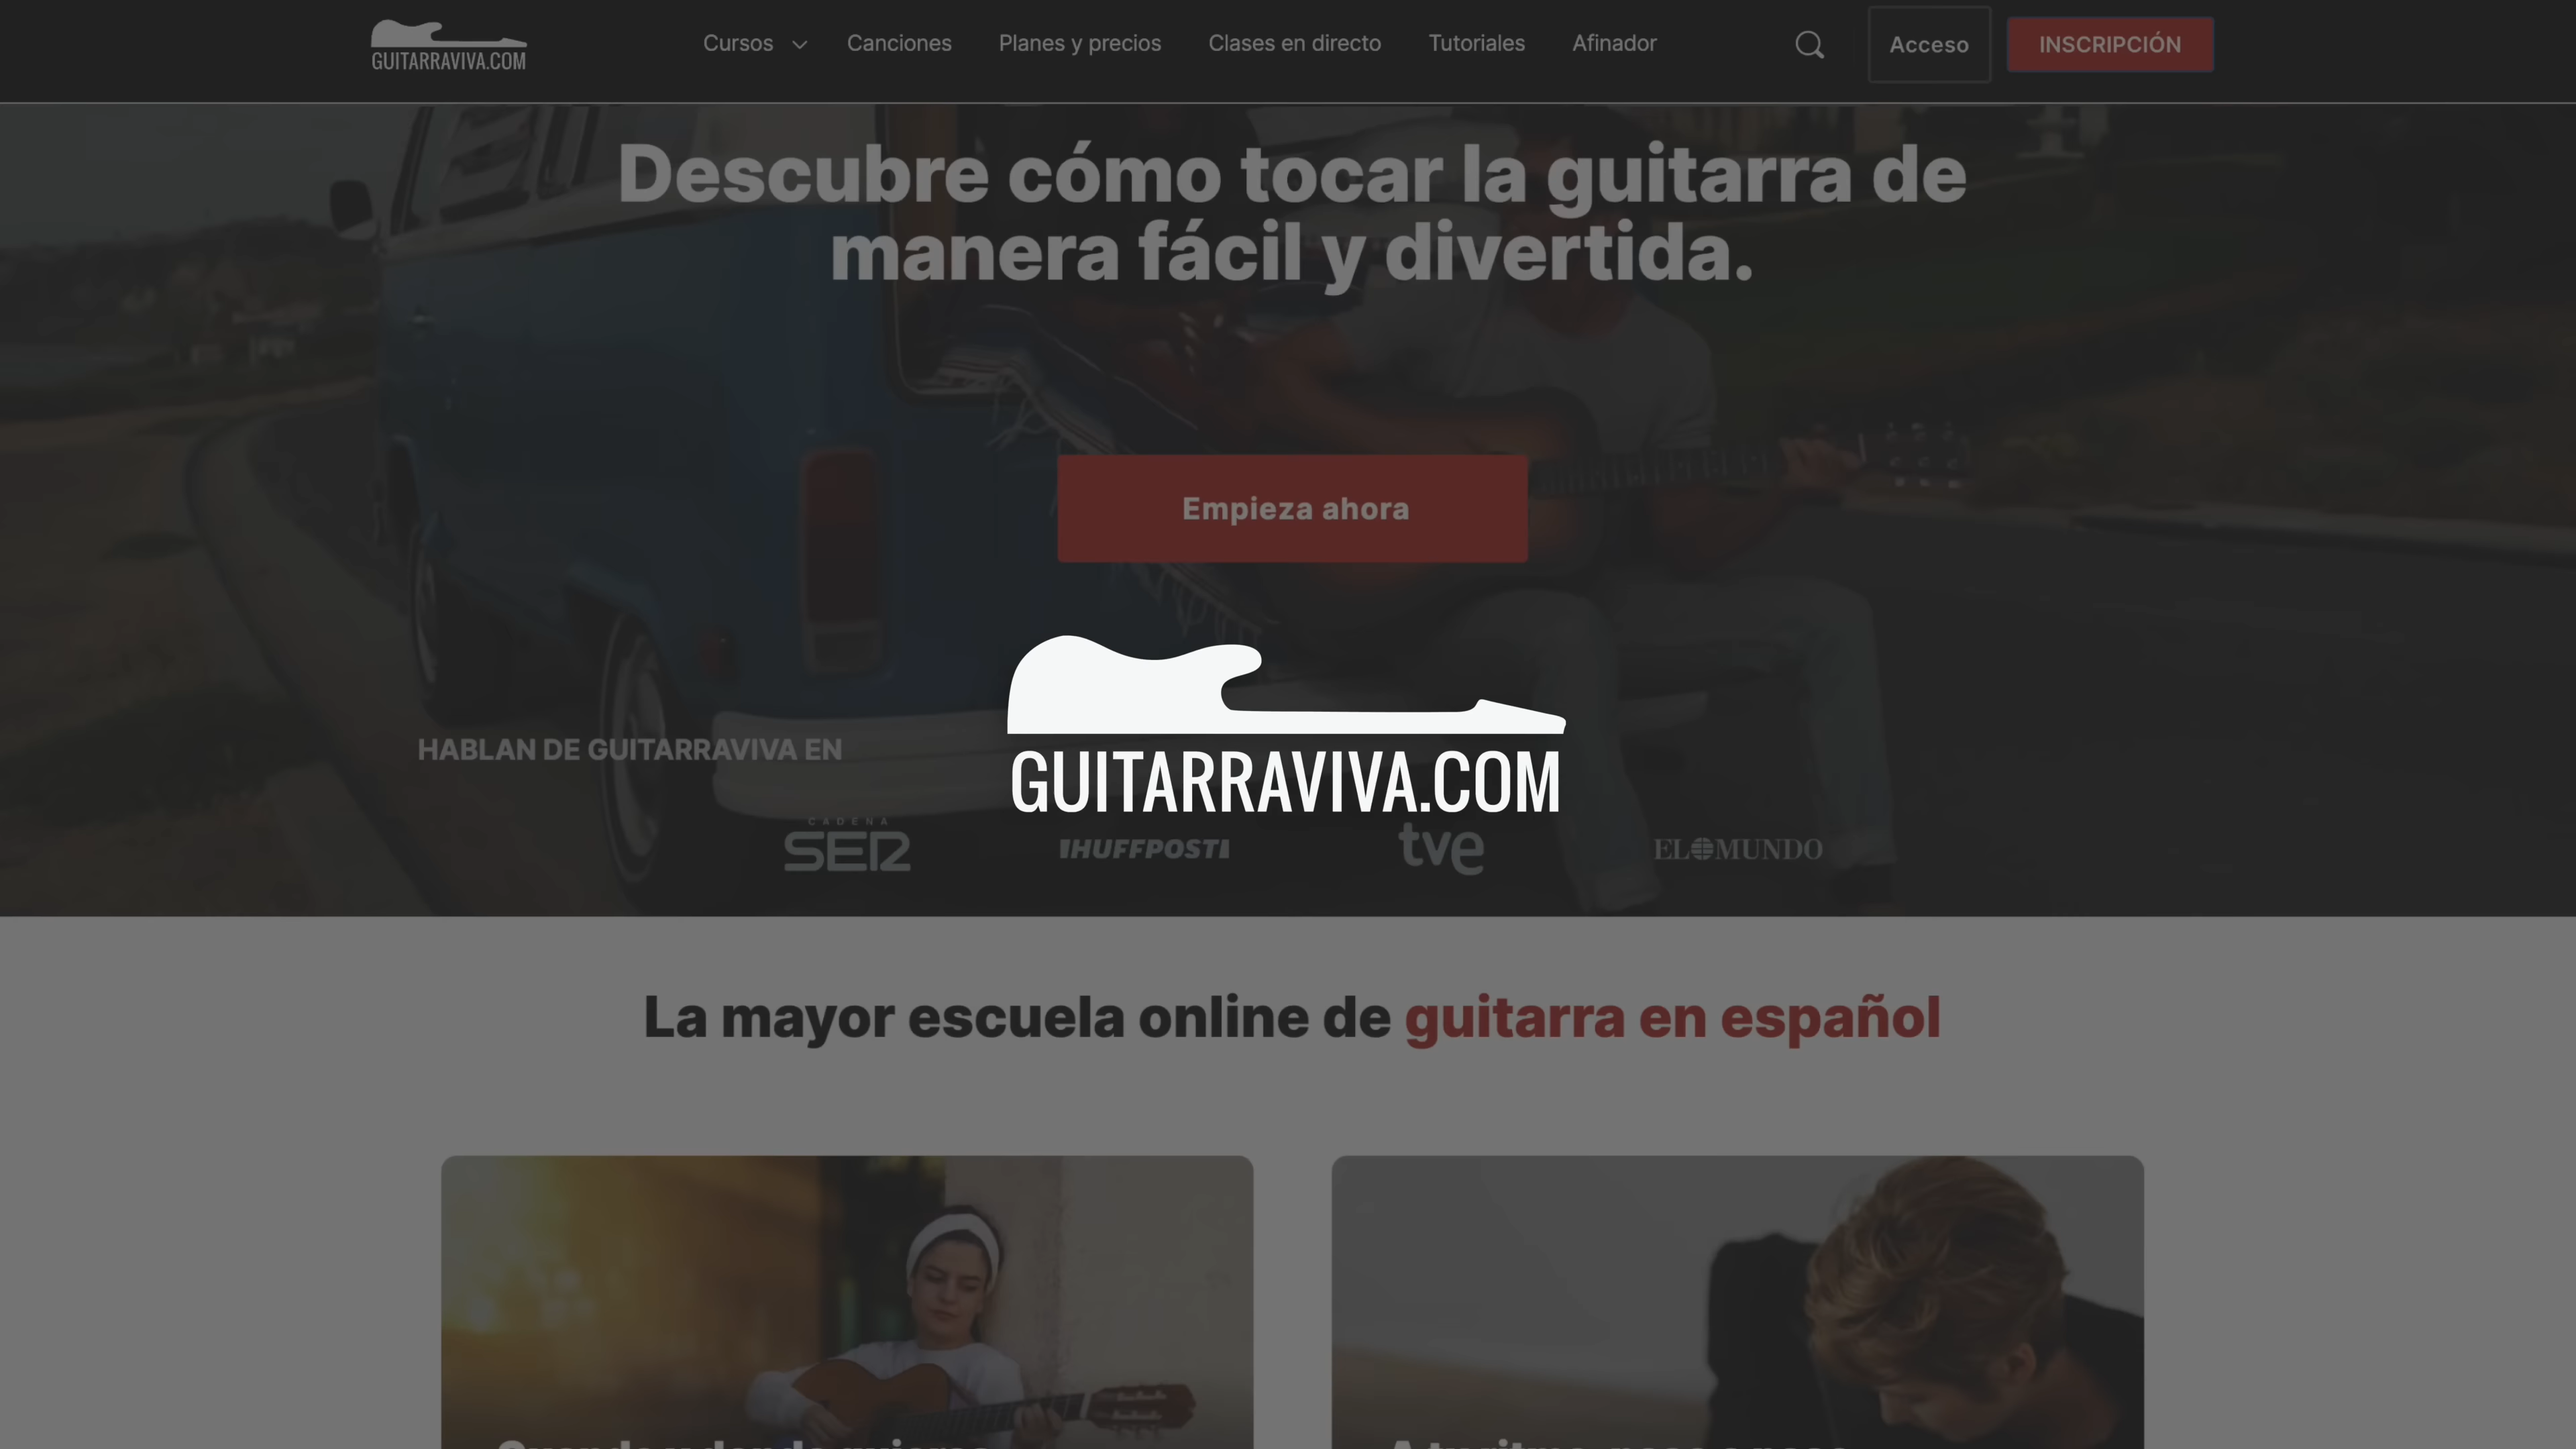 GUITARRAVIVA.COM
Cursos
Canciones
Planes y precios
Clases en directo
Tutoriales
Afinador
Acceso
INSCRIPCIÓN
Descubre cómo tocar la guitarra de
manera fácil y divertida.
Empieza ahora
GUITARRAVIVA.COM
HABLAN DE GUITARRAVIVA EN
CADENA
SER
HUFFPOST
tve
EL MUNDO
La mayor escuela online de guitarra en español